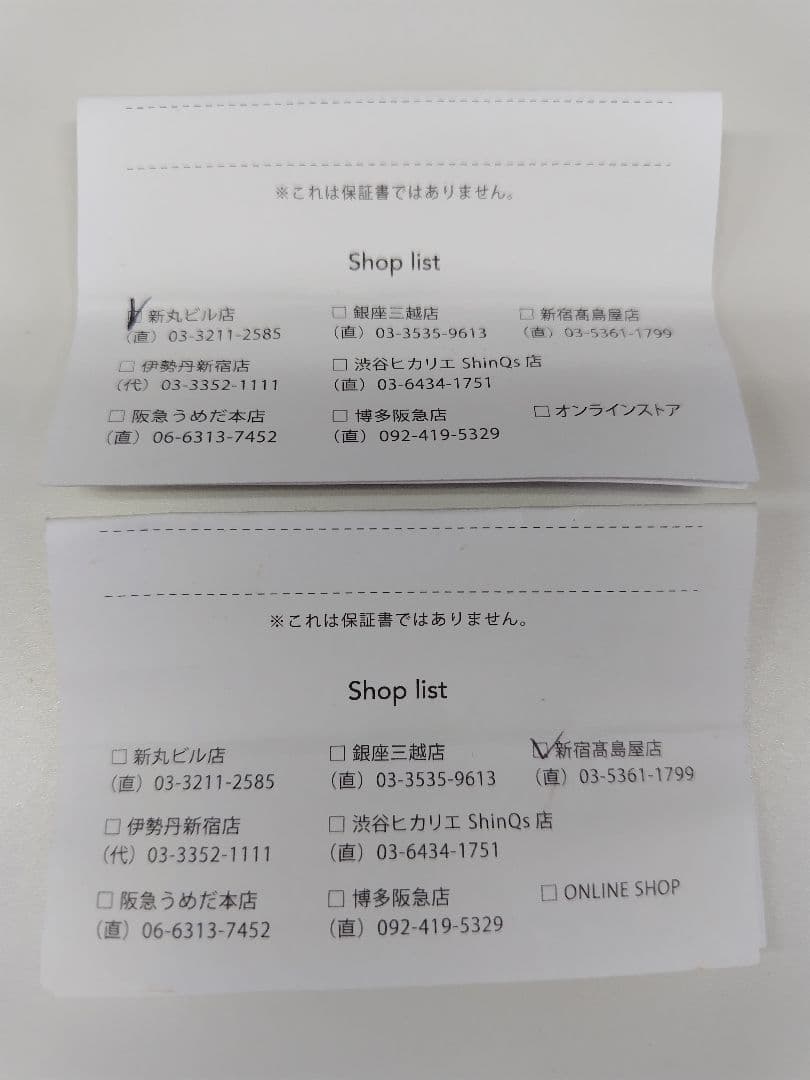 ※これは保証書ではありません。
Shop list
□ 新丸ビル店 □ 銀座三越店 □ 新宿髙島屋店
（直）03-3211-2585 （直）03-3535-9613 （直）03-5361-1799
□ 伊勢丹新宿店 □ 渋谷ヒカリエ ShinQs 店
（代）03-3352-1111 （直）03-6434-1751
□ 阪急うめだ本店 □ 博多阪急店 □ オンラインストア
（直）06-6313-7452 （直）092-419-5329
※これは保証書ではありません。
Shop list
□ 新丸ビル店 □ 銀座三越店 □ 新宿髙島屋店
（直）03-3211-2585 （直）03-3535-9613 （直）03-5361-1799
□ 伊勢丹新宿店 □ 渋谷ヒカリエ ShinQs 店
（代）03-3352-1111 （直）03-6434-1751
□ 阪急うめだ本店 □ 博多阪急店 □ ONLINE SHOP
（直）06-6313-7452 （直）092-419-5329